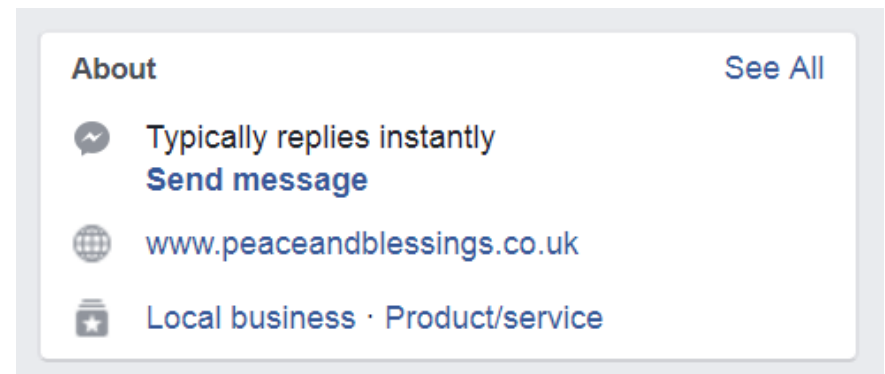 About See All
Typically replies instantly
Send message
www.peaceandblessings.co.uk
Local business · Product/service